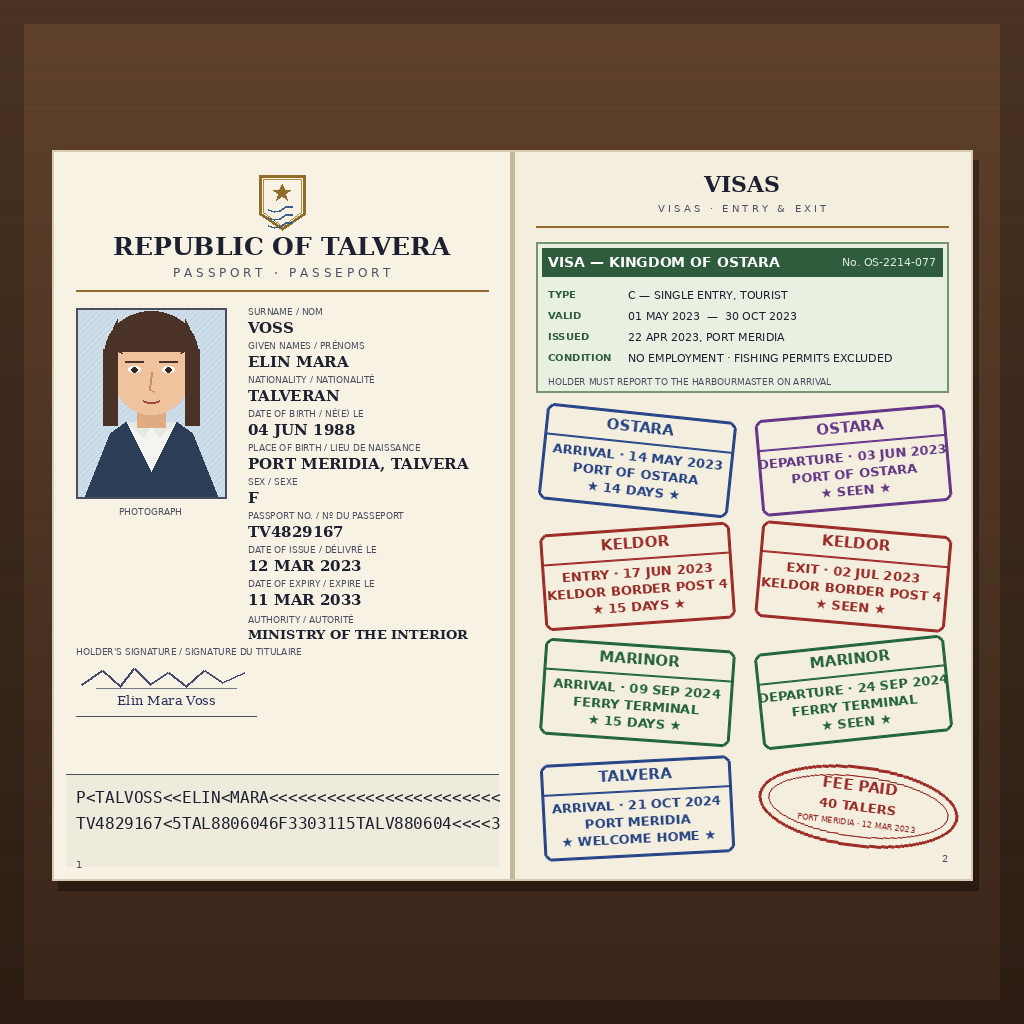 REPUBLIC OF TALVERA
PASSPORT · PASSEPORT
SURNAME / NOM
VOSS
GIVEN NAMES / PRÉNOMS
ELIN MARA
NATIONALITY / NATIONALITÉ
TALVERAN
DATE OF BIRTH / NÉ(E) LE
04 JUN 1988
PLACE OF BIRTH / LIEU DE NAISSANCE
PORT MERIDIA, TALVERA
SEX / SEXE
F
PASSPORT NO. / Nº DU PASSEPORT
TV4829167
DATE OF ISSUE / DÉLIVRÉ LE
12 MAR 2023
DATE OF EXPIRY / EXPIRE LE
11 MAR 2033
AUTHORITY / AUTORITÉ
MINISTRY OF THE INTERIOR
PHOTOGRAPH
HOLDER'S SIGNATURE / SIGNATURE DU TITULAIRE
Elin Mara Voss
P<TALVOSS<<ELIN<MARA<<<<<<<<<<<<<<<<<<<<<<<<
TV4829167<5TAL8806046F3303115TALV880604<<<<3
1
VISAS
VISAS · ENTRY & EXIT
VISA — KINGDOM OF OSTARA No. OS-2214-077
TYPE C — SINGLE ENTRY, TOURIST
VALID 01 MAY 2023 — 30 OCT 2023
ISSUED 22 APR 2023, PORT MERIDIA
CONDITION NO EMPLOYMENT · FISHING PERMITS EXCLUDED
HOLDER MUST REPORT TO THE HARBOURMASTER ON ARRIVAL
OSTARA
ARRIVAL · 14 MAY 2023
PORT OF OSTARA
★ 14 DAYS ★
OSTARA
DEPARTURE · 03 JUN 2023
PORT OF OSTARA
★ SEEN ★
KELDOR
ENTRY · 17 JUN 2023
KELDOR BORDER POST 4
★ 15 DAYS ★
KELDOR
EXIT · 02 JUL 2023
KELDOR BORDER POST 4
★ SEEN ★
MARINOR
ARRIVAL · 09 SEP 2024
FERRY TERMINAL
★ 15 DAYS ★
MARINOR
DEPARTURE · 24 SEP 2024
FERRY TERMINAL
★ SEEN ★
TALVERA
ARRIVAL · 21 OCT 2024
PORT MERIDIA
★ WELCOME HOME ★
FEE PAID
40 TALERS
PORT MERIDIA · 12 MAR 2023
2